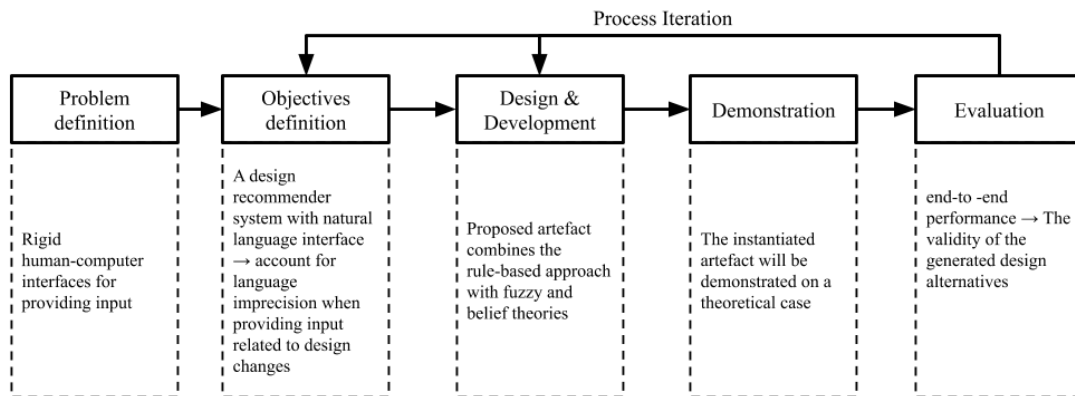 Process Iteration
Problem
definition
Objectives
definition
Design &
Development
Demonstration
Evaluation
Rigid
human-computer
interfaces for
providing input
A design
recommender
system with natural
language interface
→ account for
language
imprecision when
providing input
related to design
changes
Proposed artefact
combines the
rule-based approach
with fuzzy and
belief theories
The instantiated
artefact will be
demonstrated on a
theoretical case
end-to -end
performance → The
validity of the
generated design
alternatives